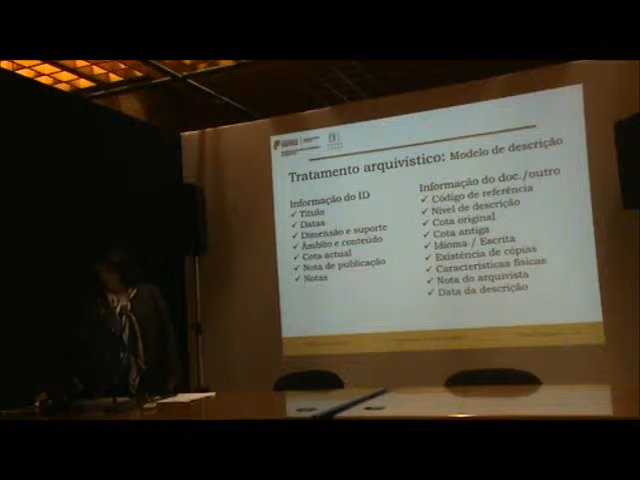 Tratamento arquivístico: Modelo de descrição
Informação do ID
✓ Título
✓ Datas
✓ Dimensão e suporte
✓ Âmbito e conteúdo
✓ Cota actual
✓ Nota de publicação
✓ Notas
Informação do doc./outro
✓ Código de referência
✓ Nível de descrição
✓ Cota original
✓ Cota antiga
✓ Idioma / Escrita
✓ Existência de cópias
✓ Características físicas
✓ Nota do arquivista
✓ Data da descrição